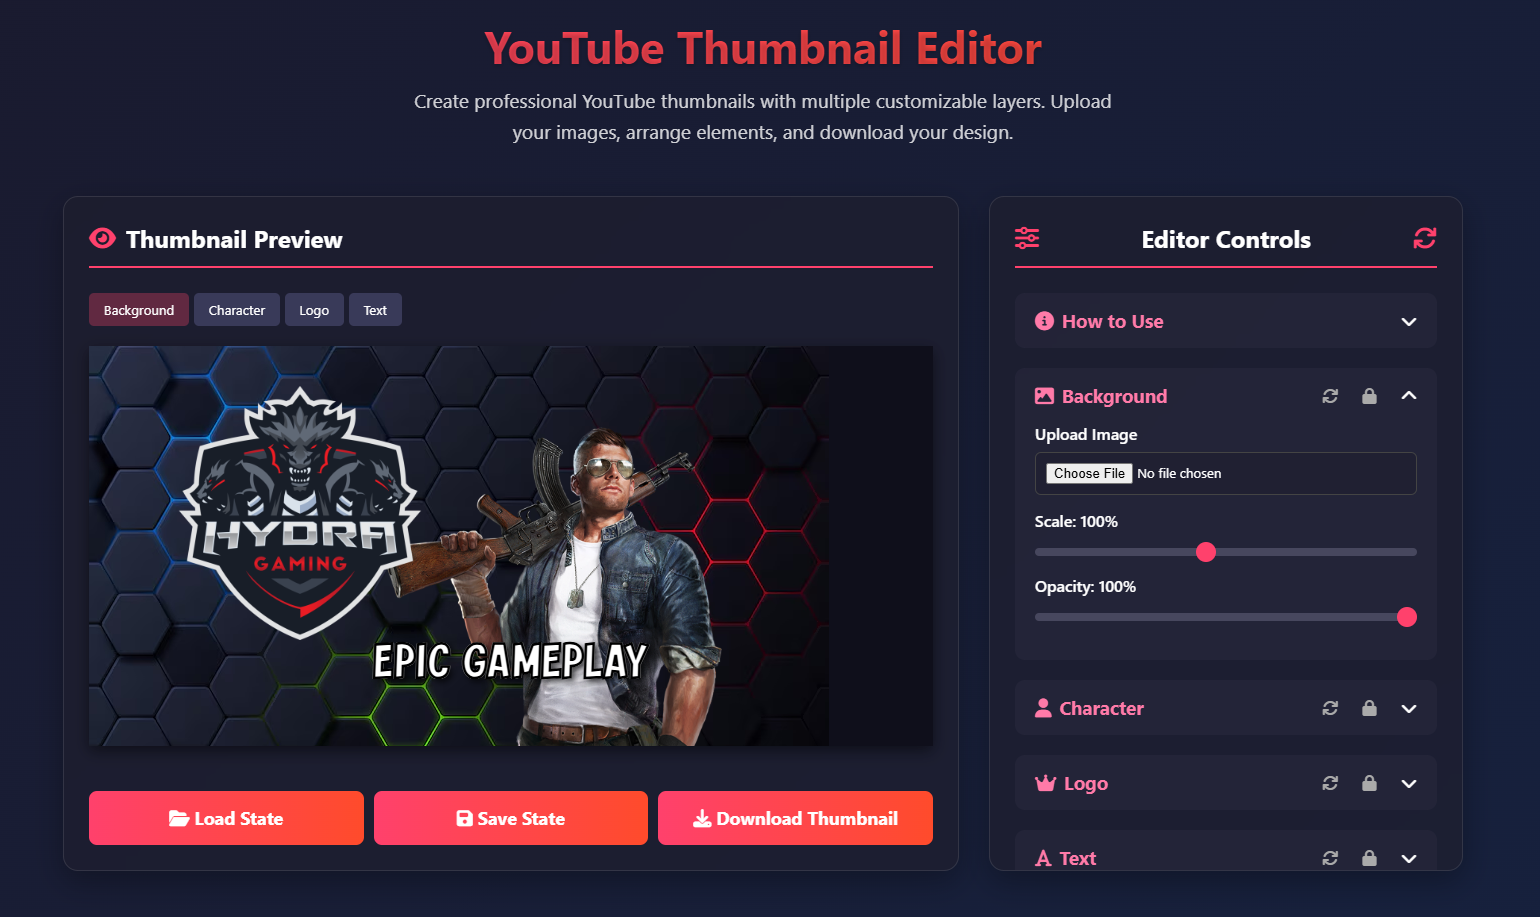 YouTube Thumbnail Editor
Create professional YouTube thumbnails with multiple customizable layers. Upload
your images, arrange elements, and download your design.
Thumbnail Preview
Background
Character
Logo
Text
HYDRA
GAMING
EPIC GAMEPLAY
Load State
Save State
Download Thumbnail
Editor Controls
How to Use
Background
Upload Image
Choose File No file chosen
Scale: 100%
Opacity: 100%
Character
Logo
Text